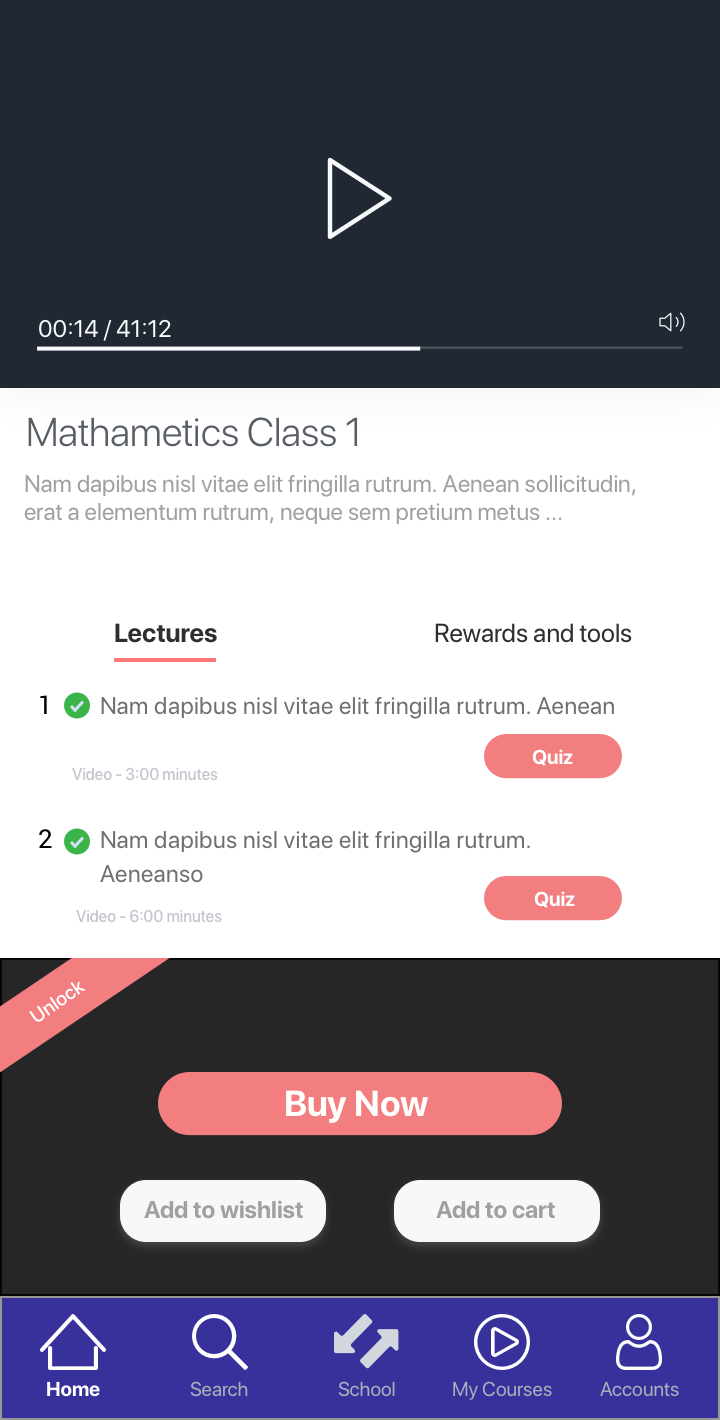 00:14 / 41:12
Mathametics Class 1
Nam dapibus nisl vitae elit fringilla rutrum. Aenean sollicitudin,
erat a elementum rutrum, neque sem pretium metus ...
Lectures
Rewards and tools
1
Nam dapibus nisl vitae elit fringilla rutrum. Aenean
Video - 3:00 minutes
Quiz
2
Nam dapibus nisl vitae elit fringilla rutrum.
Aeneanso
Video - 6:00 minutes
Quiz
Unlock
Buy Now
Add to wishlist
Add to cart
Home
Search
School
My Courses
Accounts